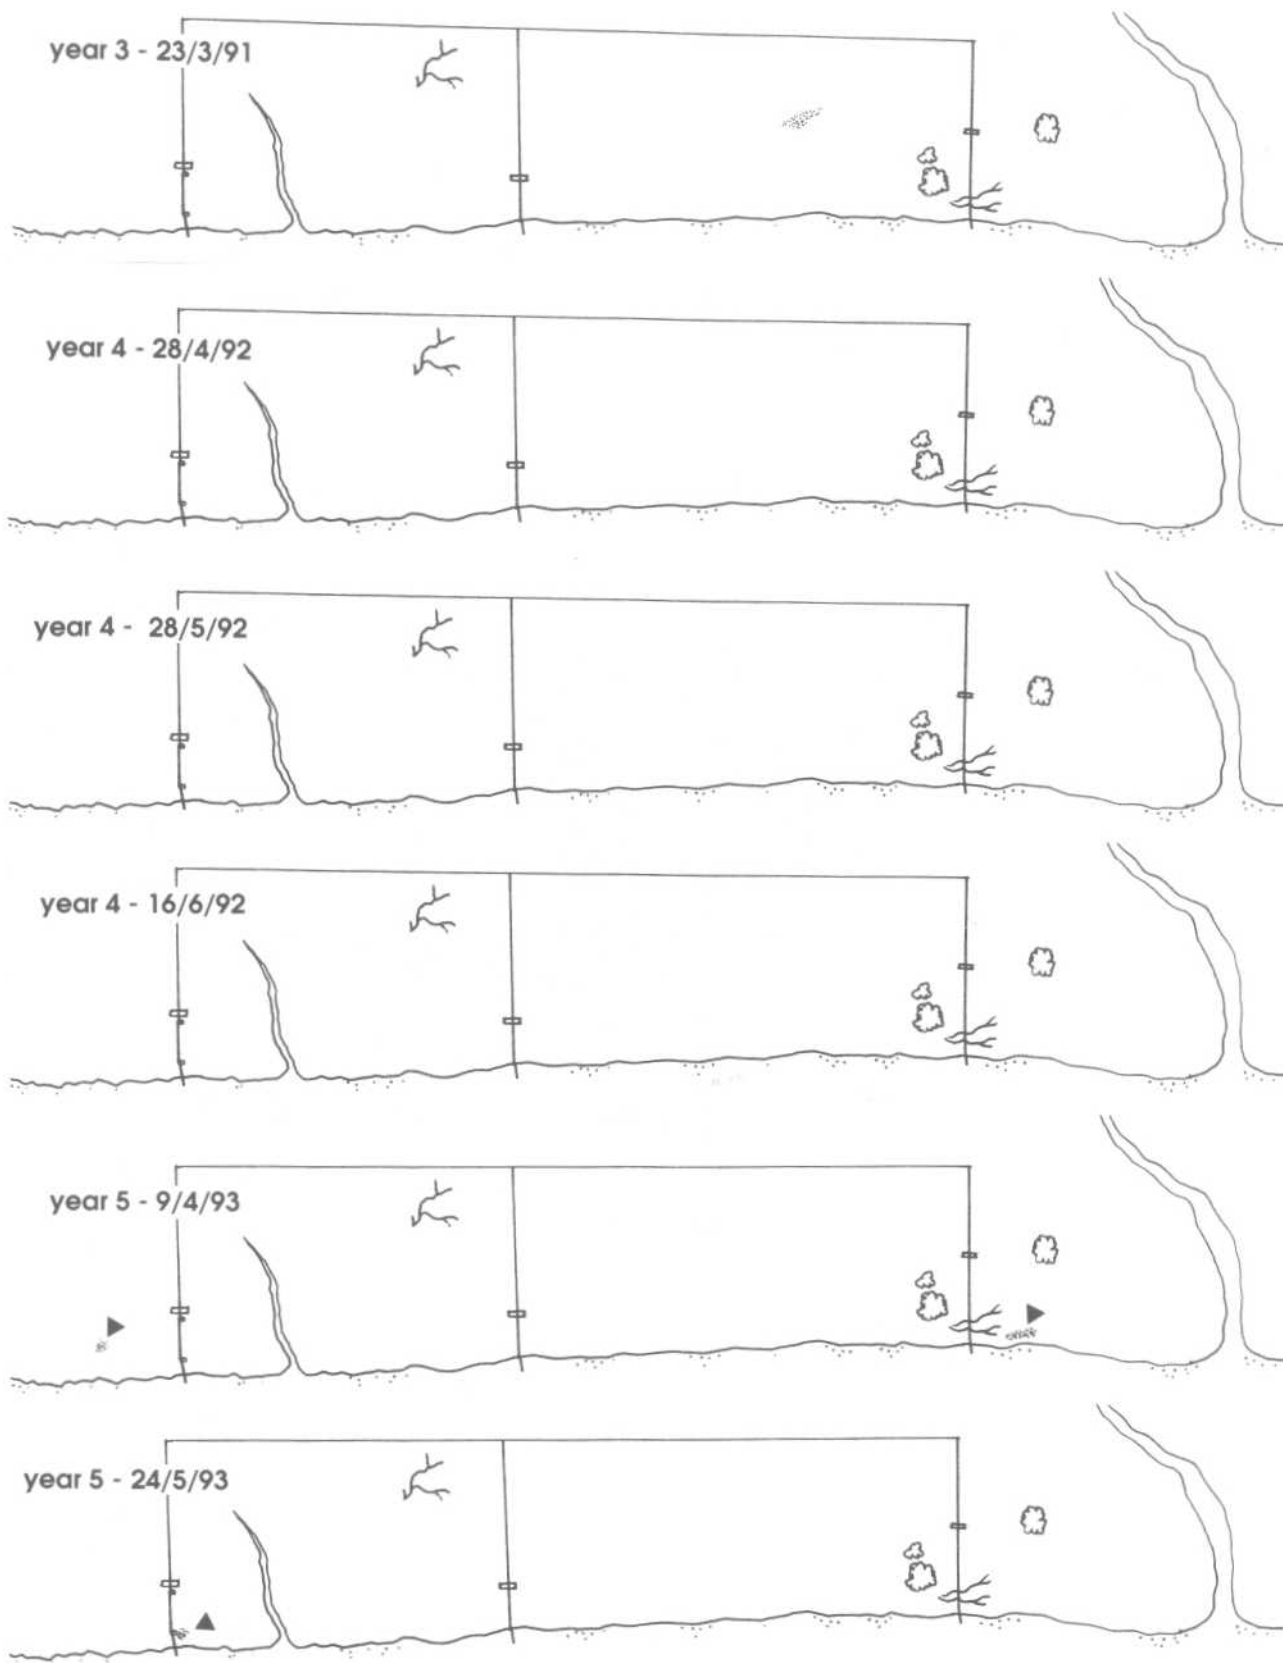 year 3 - 23/3/91
year 4 - 28/4/92
year 4 - 28/5/92
year 4 - 16/6/92
year 5 - 9/4/93
year 5 - 24/5/93